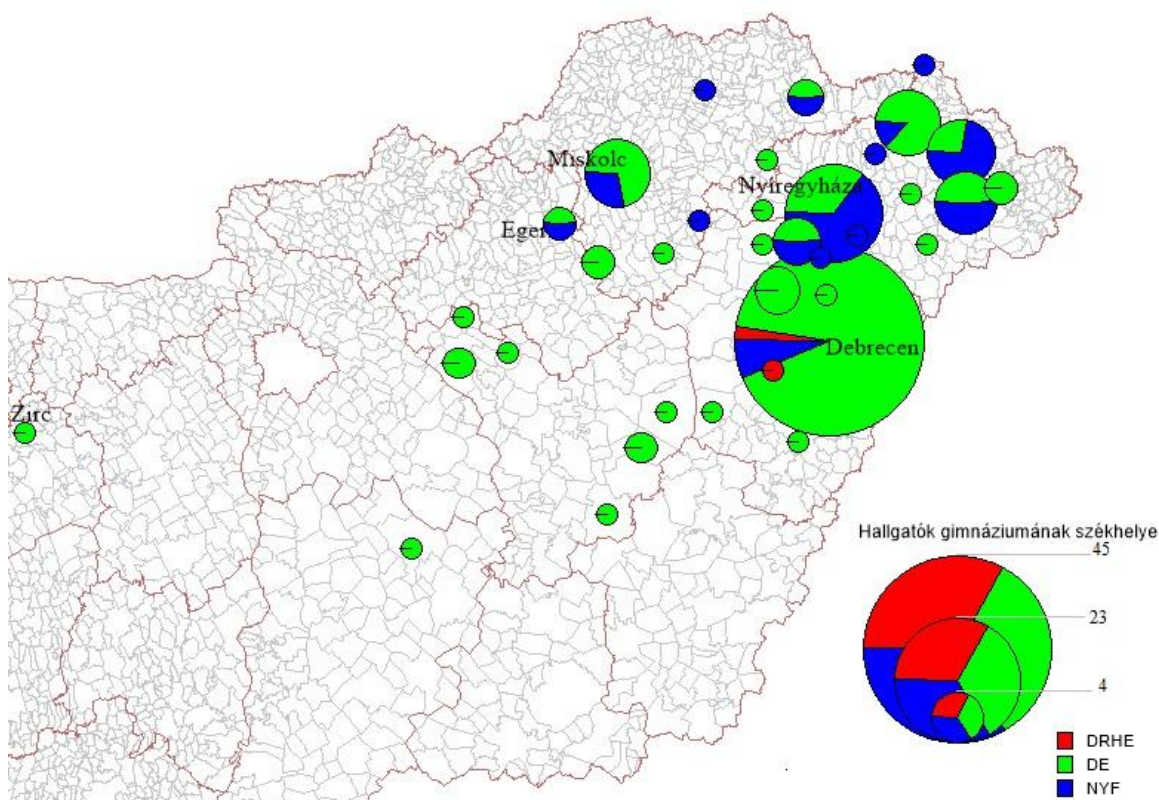 Miskolc
Nyíregyháza
Eger
Debrecen
Zirc
Hallgatók gimnáziumának székhelye
45
23
4
DRHE
DE
NYF